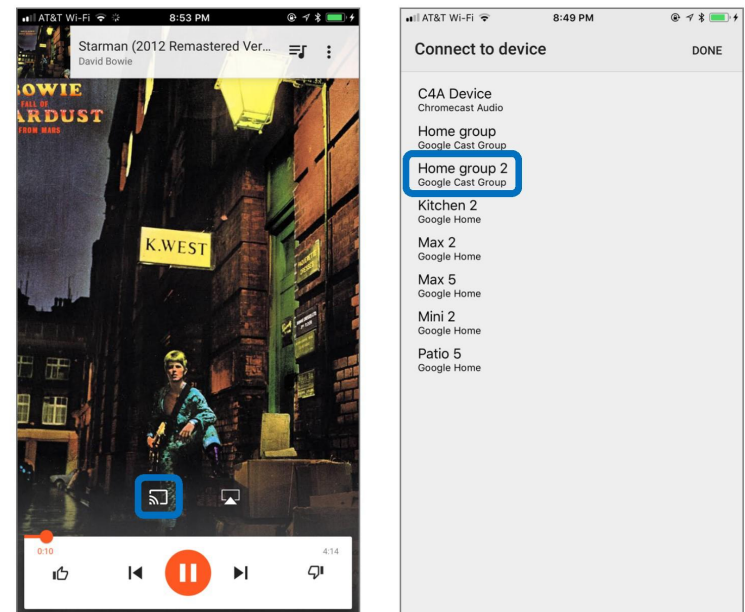 AT&T Wi-Fi
8:53 PM
Starman (2012 Remastered Ver...
David Bowie
OWIE
FALL OF
ARDUST
FROM MARS
K.WEST
0:10
4:14
AT&T Wi-Fi
8:49 PM
Connect to device
DONE
C4A Device
Chromecast Audio
Home group
Google Cast Group
Home group 2
Google Cast Group
Kitchen 2
Google Home
Max 2
Google Home
Max 5
Google Home
Mini 2
Google Home
Patio 5
Google Home